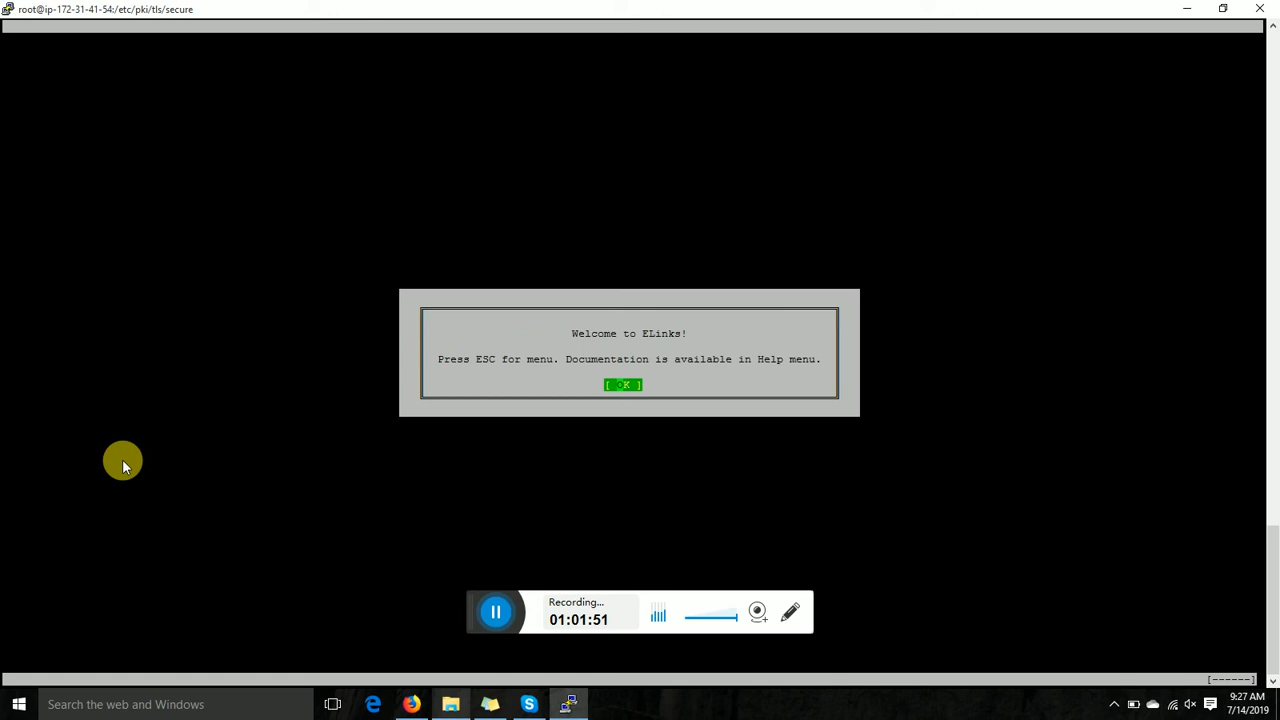 root@ip-172-31-41-54:/etc/pki/tls/secure
Welcome to ELinks!
Press ESC for menu. Documentation is available in Help menu.
[ OK ]
Recording...
01:01:51
[------]
Search the web and Windows
9:27 AM
7/14/2019